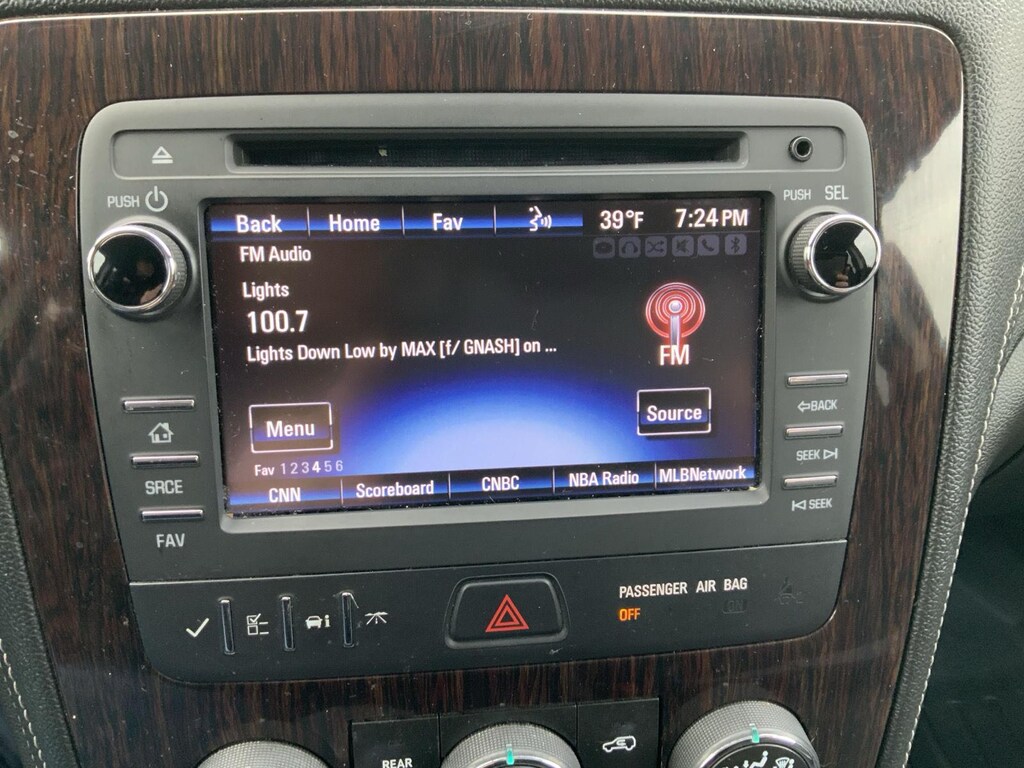 PUSH
PUSH SEL
Back Home Fav 39°F 7:24PM
FM Audio
Lights
100.7
Lights Down Low by MAX [f/ GNASH] on ...
FM
Menu
Source
Fav 1 2 3 4 5 6
CNN Scoreboard CNBC NBA Radio MLBNetwork
SRCE
FAV
BACK
SEEK
SEEK
PASSENGER AIR BAG
OFF ON
REAR